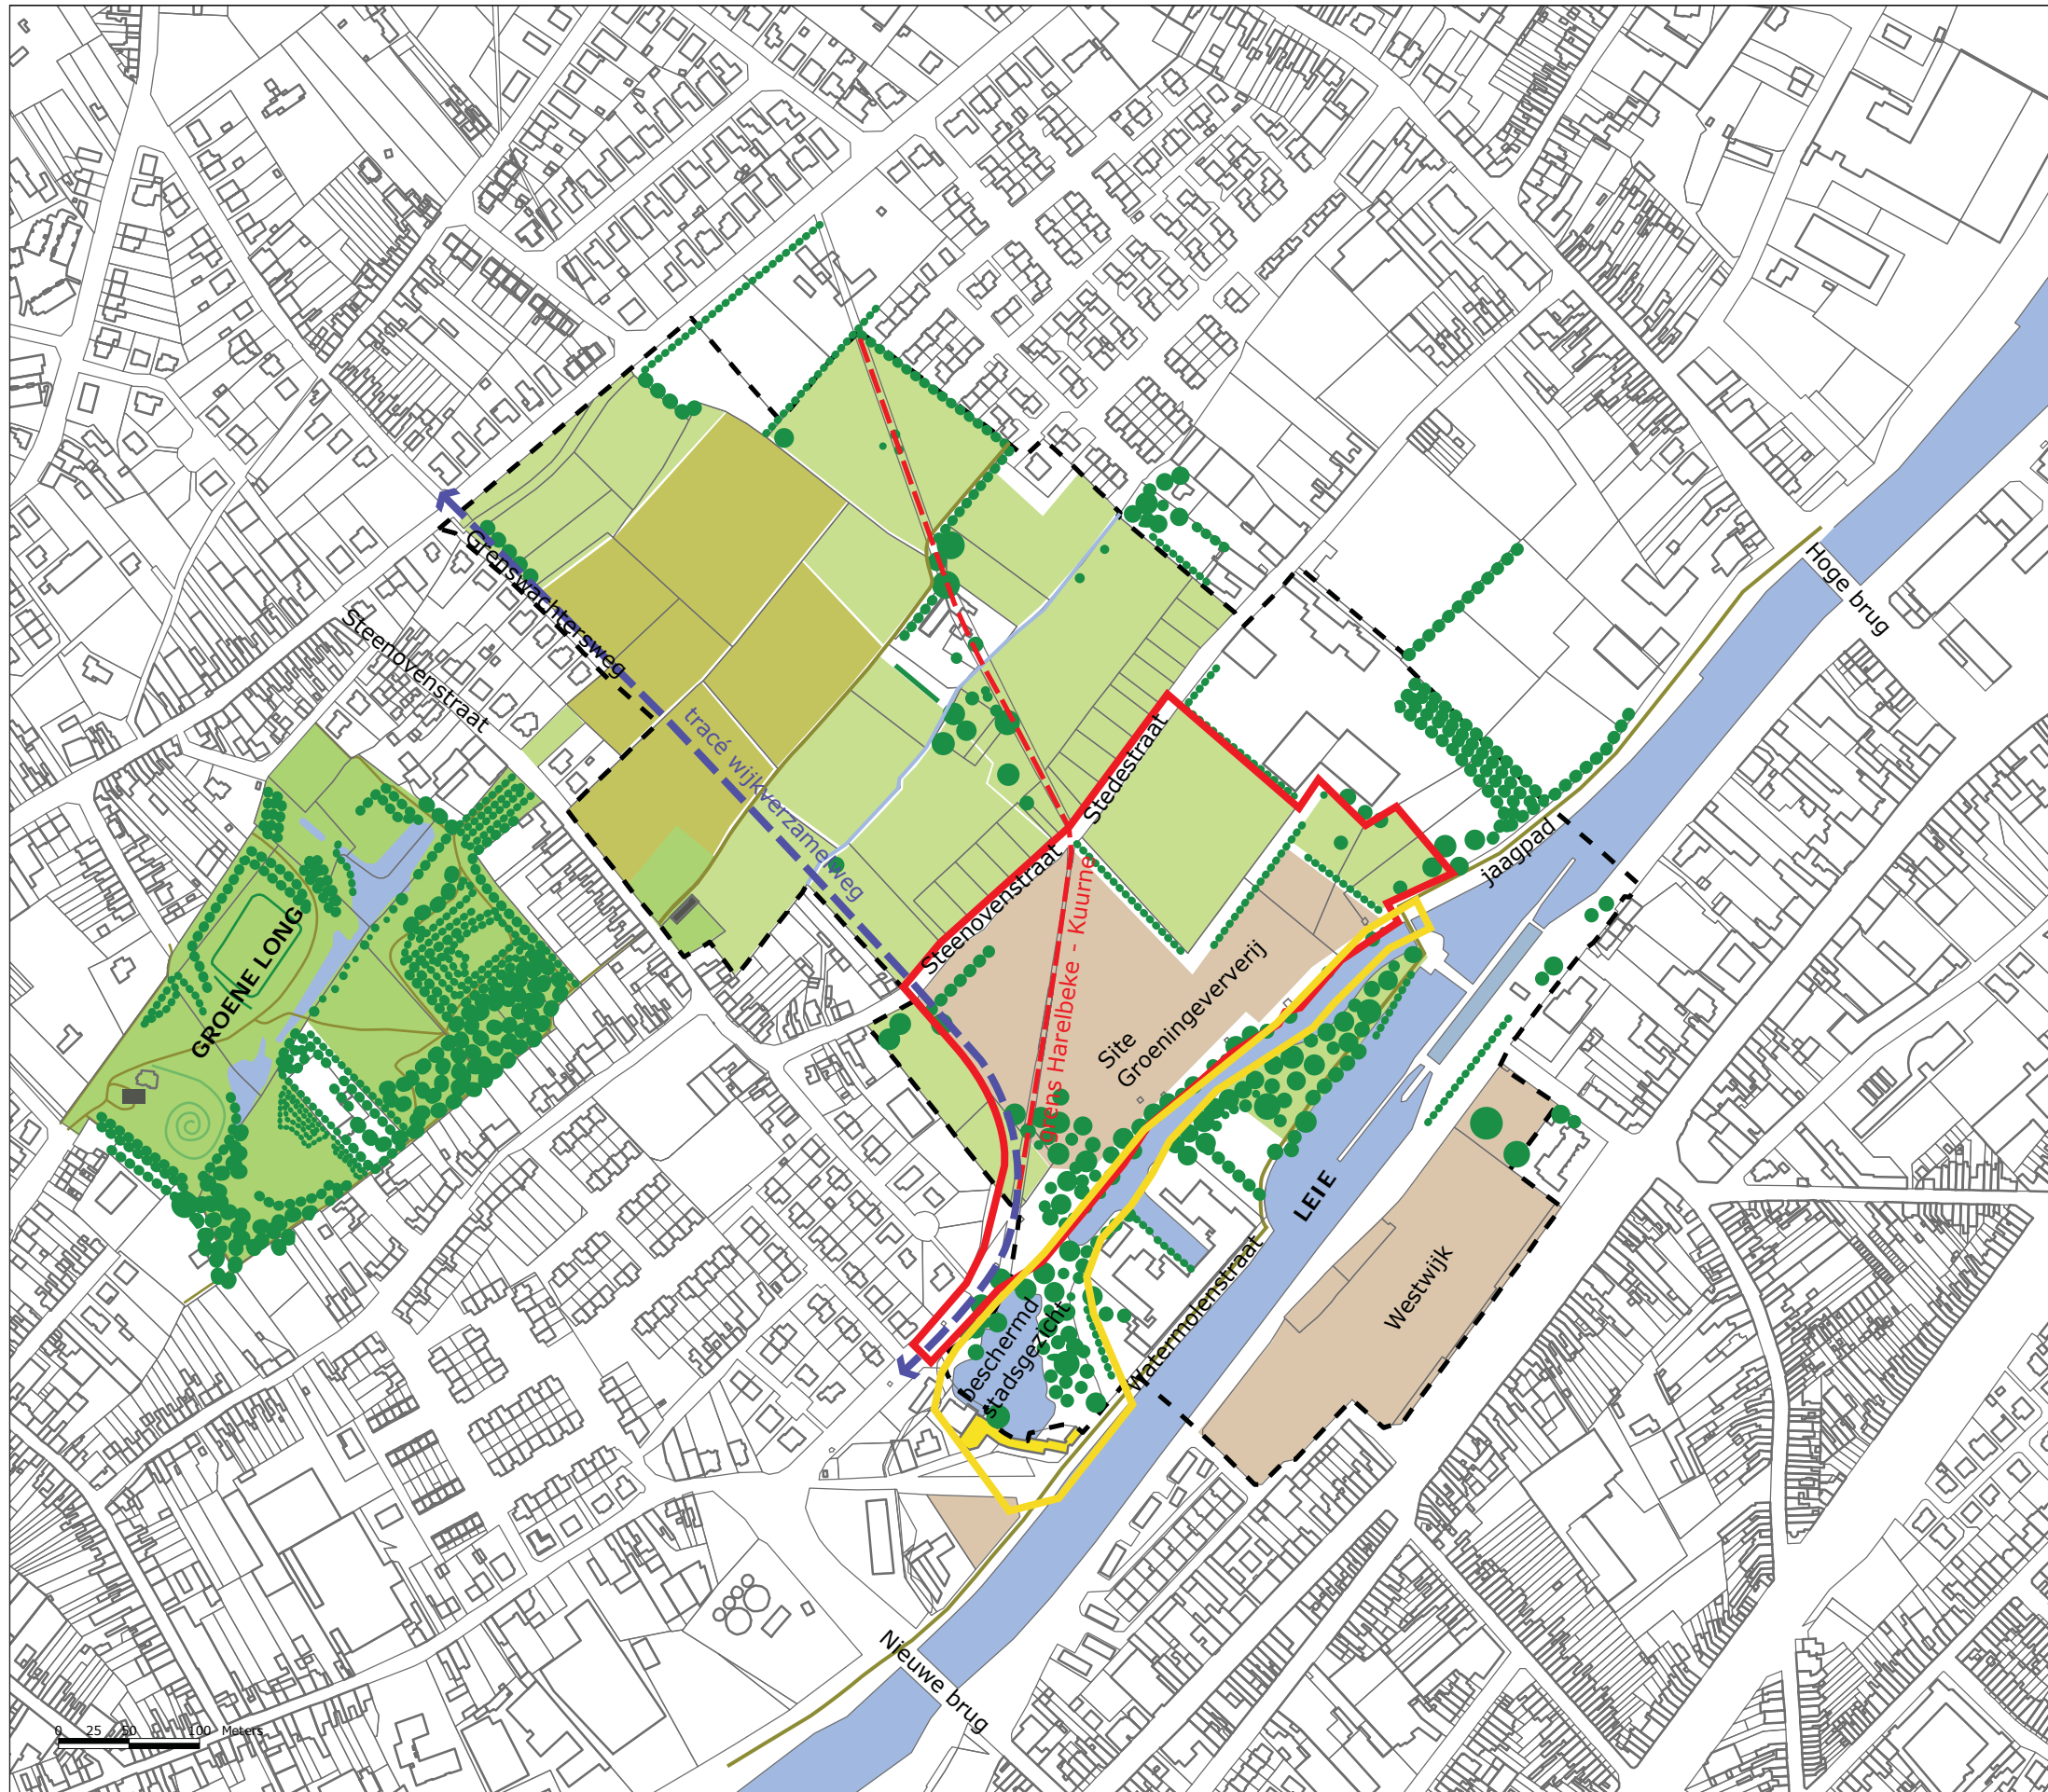 Hoge brug
Grenswachtersweg
Steenovenstraat
tracé wijkverzamelweg
Stedestraat
Steenovenstraat
jaagpad
GROENE LONG
grens Harelbeke - Kuurne
Site
Groeningeververij
LEIE
Watermolenstraat
Westwijk
beschermd
stadsgezicht
Nieuwe brug
0 25 50 100 Meters